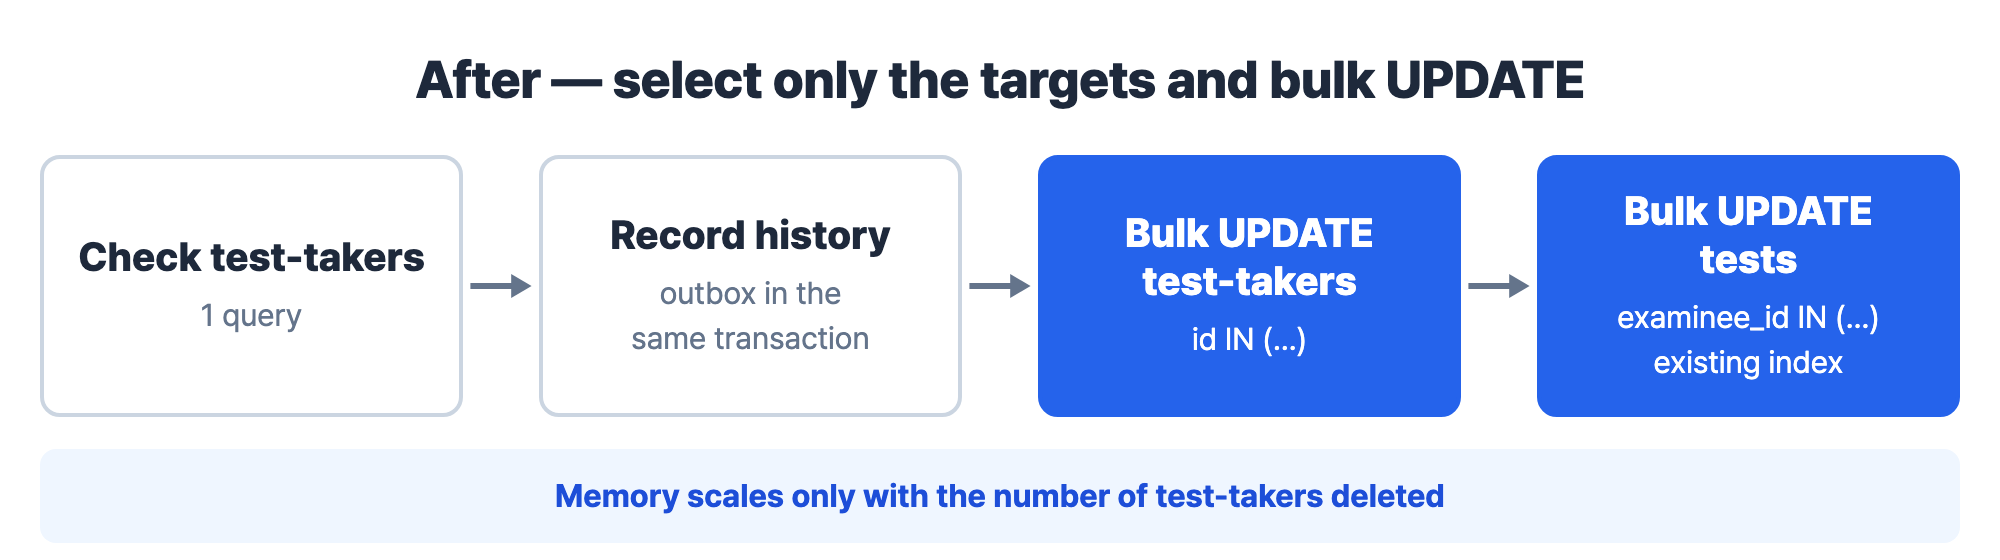 After — select only the targets and bulk UPDATE
Check test-takers
1 query
Record history
outbox in the
same transaction
Bulk UPDATE
test-takers
id IN (...)
Bulk UPDATE
tests
examinee_id IN (...)
existing index
Memory scales only with the number of test-takers deleted